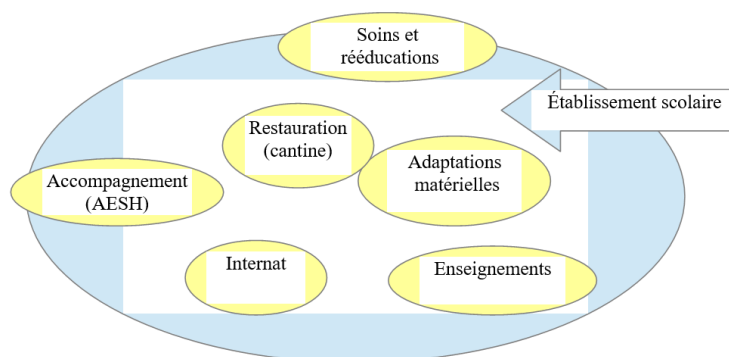 Soins et
rééducations
Établissement scolaire
Restauration
(cantine)
Adaptations
matérielles
Accompagnement
(AESH)
Internat
Enseignements